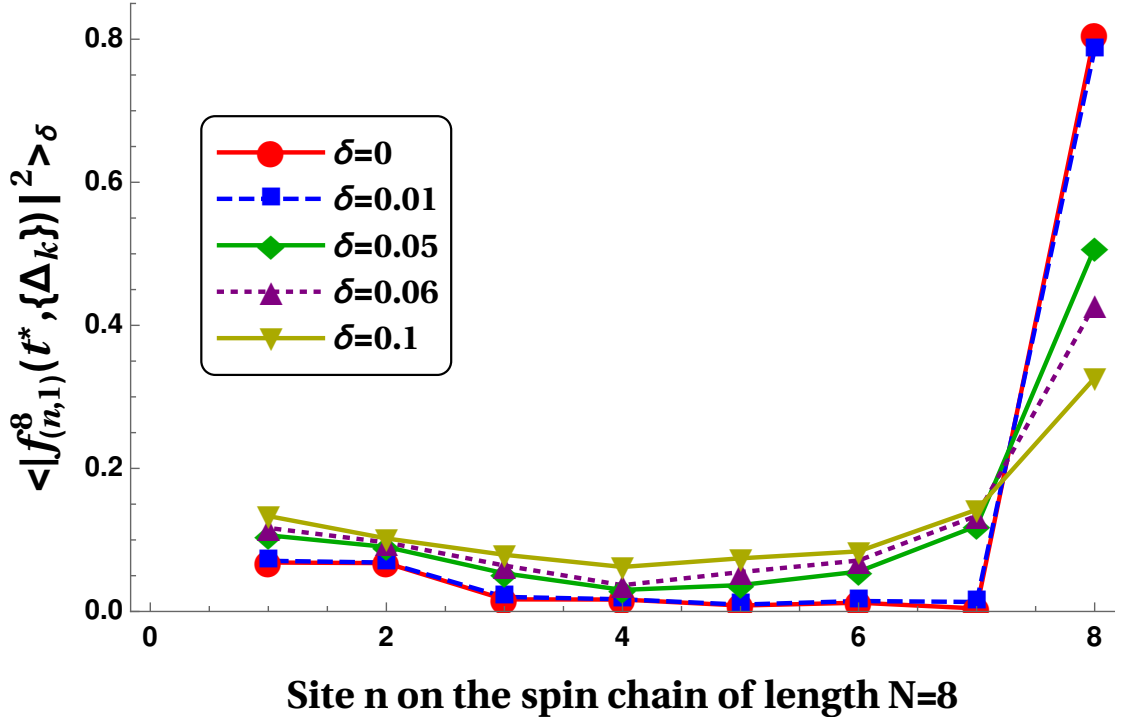 <|f^8_{(n,1)}(t^*,{Δ_k})|^2>_δ
0.8
0.6
0.4
0.2
0.0
δ=0
δ=0.01
δ=0.05
δ=0.06
δ=0.1
0 2 4 6 8
Site n on the spin chain of length N=8